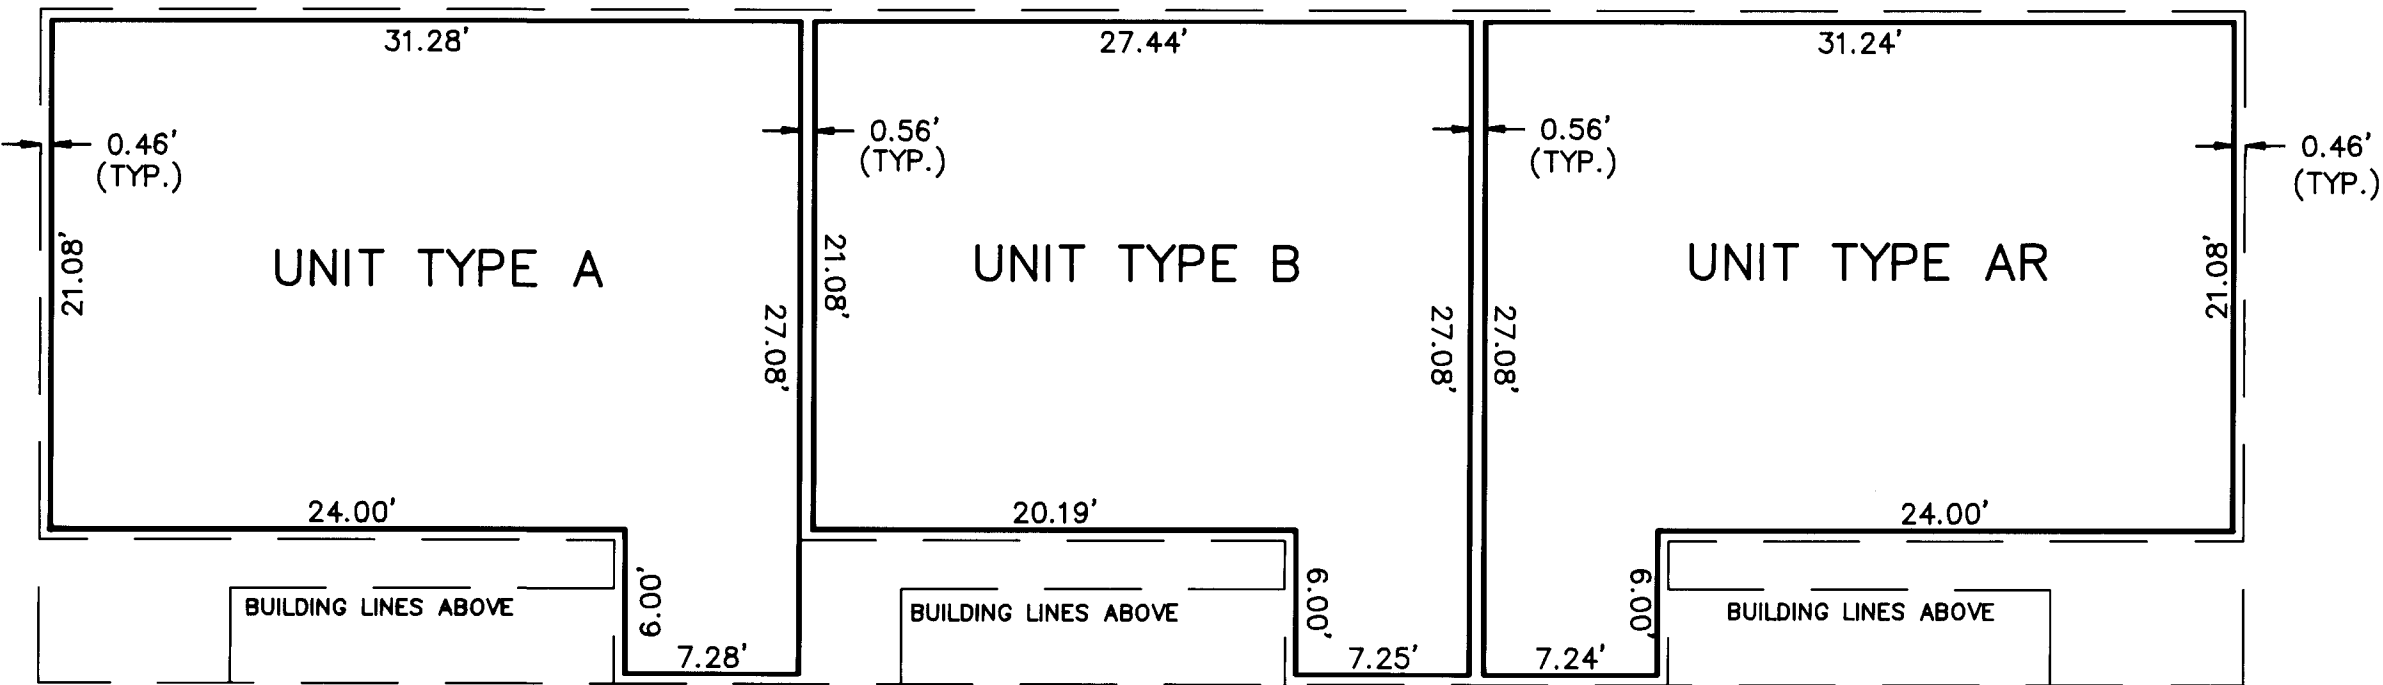 31.28'
27.44'
31.24'
0.46'
(TYP.)
0.56'
(TYP.)
0.56'
(TYP.)
0.46'
(TYP.)
21.08'
UNIT TYPE A
27.08'
21.08'
UNIT TYPE B
27.08'
27.08'
UNIT TYPE AR
21.08'
24.00'
20.19'
24.00'
BUILDING LINES ABOVE
6.00'
7.28'
BUILDING LINES ABOVE
6.00'
7.25'
7.24'
6.00'
BUILDING LINES ABOVE